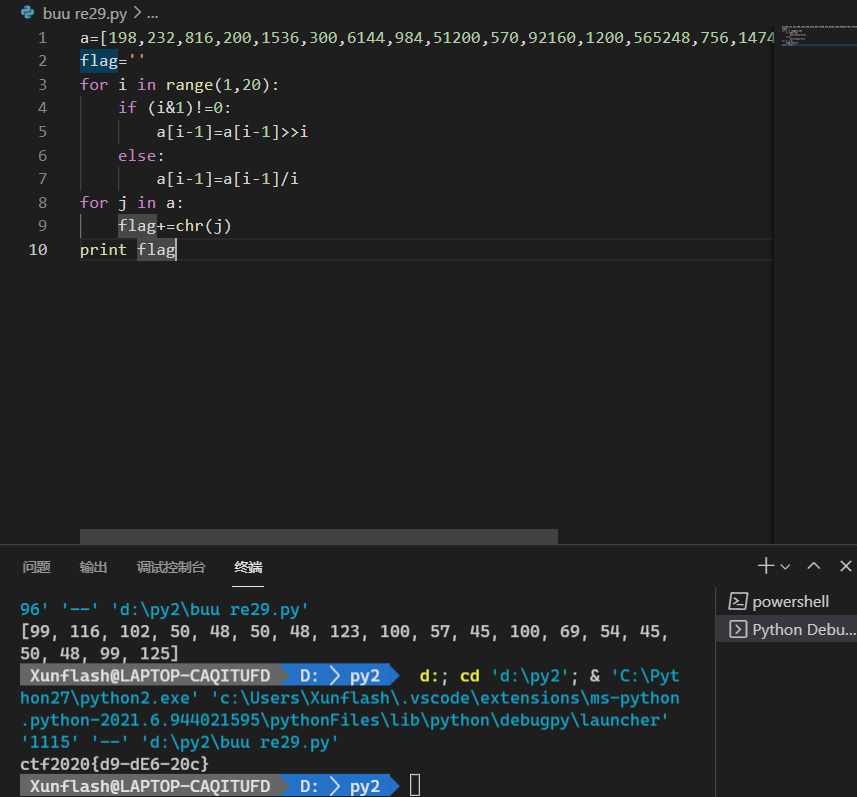 buu re29.py > ...
1 a=[198,232,816,200,1536,300,6144,984,51200,570,92160,1200,565248,756,1474
2 flag=''
3 for i in range(1,20):
4 if (i&1)!=0:
5 a[i-1]=a[i-1]>>i
6 else:
7 a[i-1]=a[i-1]/i
8 for j in a:
9 flag+=chr(j)
10 print flag
问题 输出 调试控制台 终端
powershell
Python Debu...
96' '--' 'd:\py2\buu re29.py'
[99, 116, 102, 50, 48, 50, 48, 123, 100, 57, 45, 100, 69, 54, 45,
50, 48, 99, 125]
Xunflash@LAPTOP-CAQITUFD D: py2 d:; cd 'd:\py2'; & 'C:\Pyt
hon27\python2.exe' 'c:\Users\Xunflash\.vscode\extensions\ms-python
.python-2021.6.944021595\pythonFiles\lib\python\debugpy\launcher'
'1115' '--' 'd:\py2\buu re29.py'
ctf2020{d9-dE6-20c}
Xunflash@LAPTOP-CAQITUFD D: py2